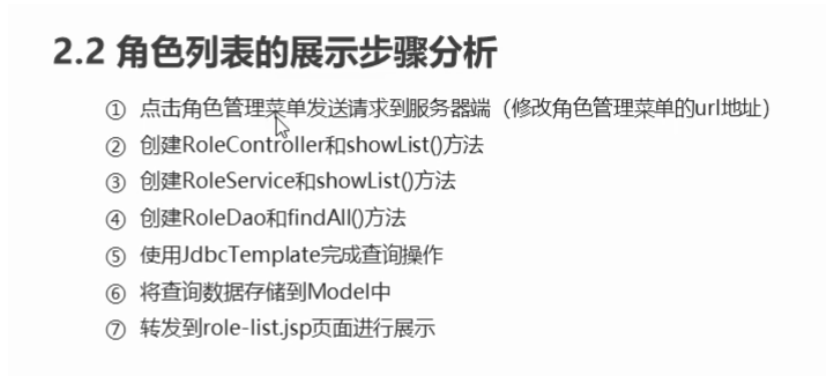 2.2 角色列表的展示步骤分析
① 点击角色管理菜单发送请求到服务器端（修改角色管理菜单的url地址）
② 创建RoleController和showList()方法
③ 创建RoleService和showList()方法
④ 创建RoleDao和findAll()方法
⑤ 使用JdbcTemplate完成查询操作
⑥ 将查询数据存储到Model中
⑦ 转发到role-list.jsp页面进行展示